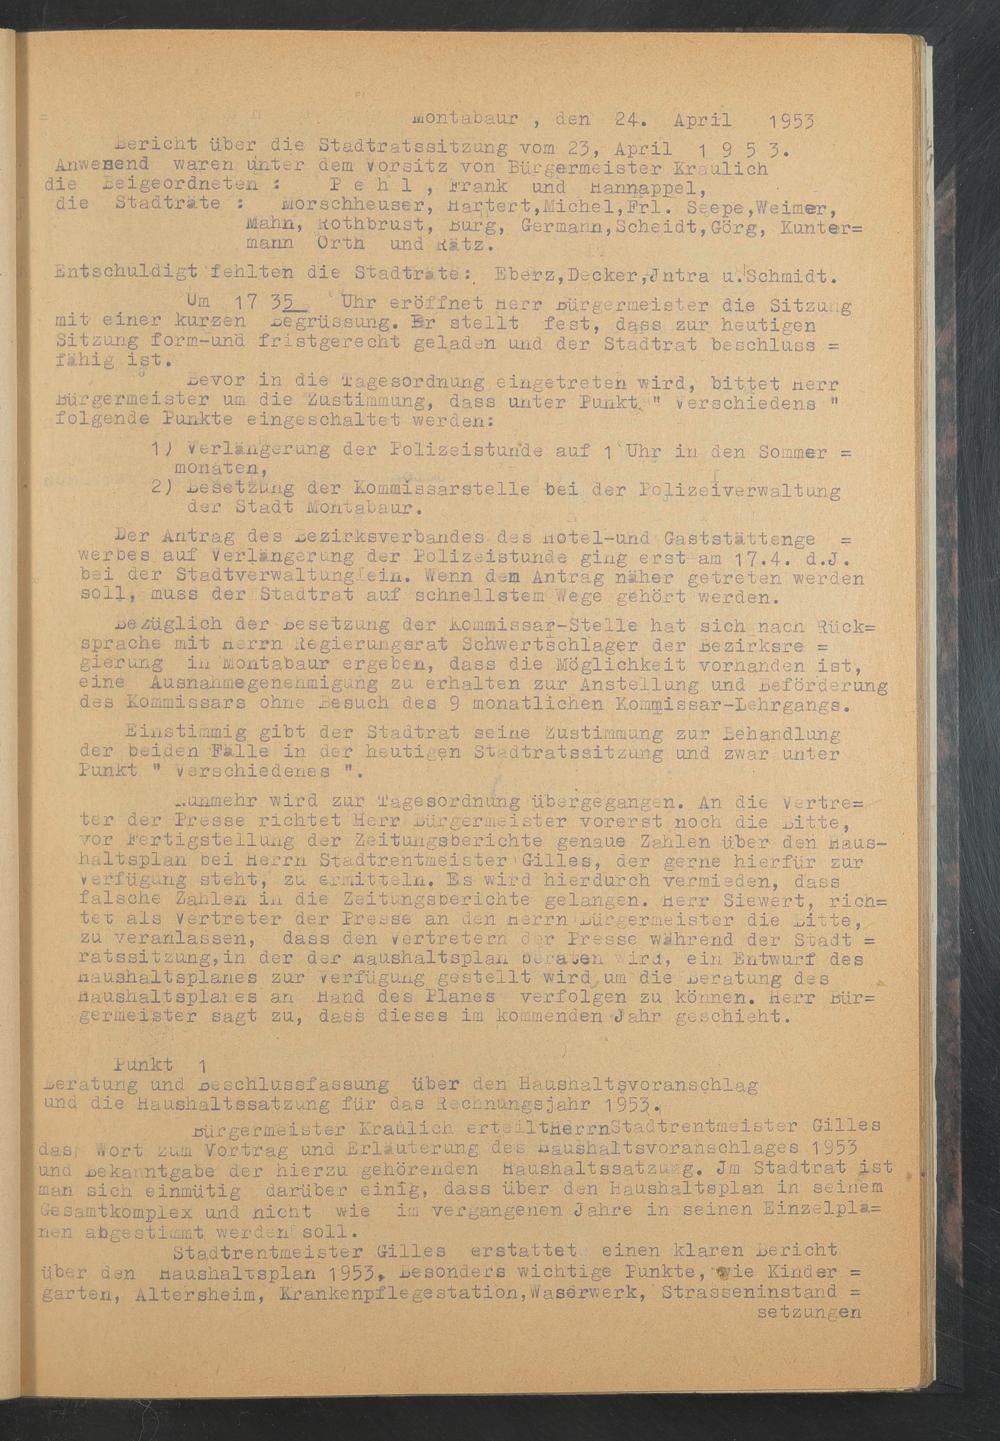 Montabaur , den 24. April 1953
Bericht über die Stadtratssitzung vom 23, April 1 9 5 3.
Anwesend waren unter dem Vorsitz von Bürgermeister Kraulich
die Beigeordneten : P e h l , Frank und Hannappel,
die Stadträte : Morschheuser, Hartert,Michel,Frl. Seepe,Weimer,
Mahn, Rothbrust, Burg, Germann,Scheidt,Görg, Kunter=
mann Orth und Rätz.
Entschuldigt fehlten die Stadträte: Eberz,Decker,Jntra u.Schmidt.
Um 17 35 Uhr eröffnet Herr Bürgermeister die Sitzung
mit einer kurzen Begrüssung. Er stellt fest, dass zur heutigen
Sitzung form-und fristgerecht geladen und der Stadtrat beschluss =
fähig ist.
Bevor in die Tagesordnung eingetreten wird, bittet Herr
Bürgermeister um die Zustimmung, dass unter Punkt " Verschiedens "
folgende Punkte eingeschaltet werden:
1) Verlängerung der Polizeistunde auf 1 Uhr in den Sommer =
monaten,
2) Besetzung der Kommissarstelle bei der Polizeiverwaltung
der Stadt Montabaur.
Der Antrag des Bezirksverbandes des Hotel-und Gaststättenge =
werbes auf Verlängerung der Polizeistunde ging erst am 17.4. d.J.
bei der Stadtverwaltung ein. Wenn dem Antrag näher getreten werden
soll, muss der Stadtrat auf schnellstem Wege gehört werden.
Bezüglich der Besetzung der Kommissar-Stelle hat sich nach Rück=
sprache mit Herrn Regierungsrat Schwertschlager der Bezirksre =
gierung in Montabaur ergeben, dass die Möglichkeit vorhanden ist,
eine Ausnahmegenehmigung zu erhalten zur Anstellung und Beförderung
des Kommissars ohne Besuch des 9 monatlichen Kommissar-Lehrgangs.
Einstimmig gibt der Stadtrat seine Zustimmung zur Behandlung
der beiden Fälle in der heutigen Stadtratssitzung und zwar unter
Punkt " Verschiedenes ".
Nunmehr wird zur Tagesordnung übergegangen. An die Vertre=
ter der Presse richtet Herr Bürgermeister vorerst noch die Bitte,
vor Fertigstellung der Zeitungsberichte genaue Zahlen über den Haus-
haltsplan bei Herrn Stadtrentmeister Gilles, der gerne hierfür zur
Verfügung steht, zu ermitteln. Es wird hierdurch vermieden, dass
falsche Zahlen in die Zeitungsberichte gelangen. Herr Siewert, rich=
tet als Vertreter der Presse an den Herrn Bürgermeister die Bitte,
zu veranlassen, dass den Vertretern der Presse während der Stadt =
ratssitzung,in der der Haushaltsplan beraten wird, ein Entwurf des
Haushaltsplanes zur Verfügung gestellt wird,um die Beratung des
Haushaltsplanes an Hand des Planes verfolgen zu können. Herr Bür=
germeister sagt zu, dass dieses im kommenden Jahr geschieht.
Punkt 1
Beratung und Beschlussfassung über den Haushaltsvoranschlag
und die Haushaltssatzung für das Rechnungsjahr 1953.
Bürgermeister Kraulich erteiltHerrnStadtrentmeister Gilles
das Wort zum Vortrag und Erläuterung des Haushaltsvoranschlages 1953
und Bekanntgabe der hierzu gehörenden Haushaltssatzung. Jm Stadtrat ist
man sich einmütig darüber einig, dass über den Haushaltsplan in seinem
Gesamtkomplex und nicht wie im vergangenen Jahre in seinen Einzelplä=
nen abgestimmt werden soll.
Stadtrentmeister Gilles erstattet einen klaren Bericht
über den Haushaltsplan 1953. Besonders wichtige Punkte, wie Kinder =
garten, Altersheim, Krankenpflegestation,Waserwerk, Strasseninstand =
setzungen